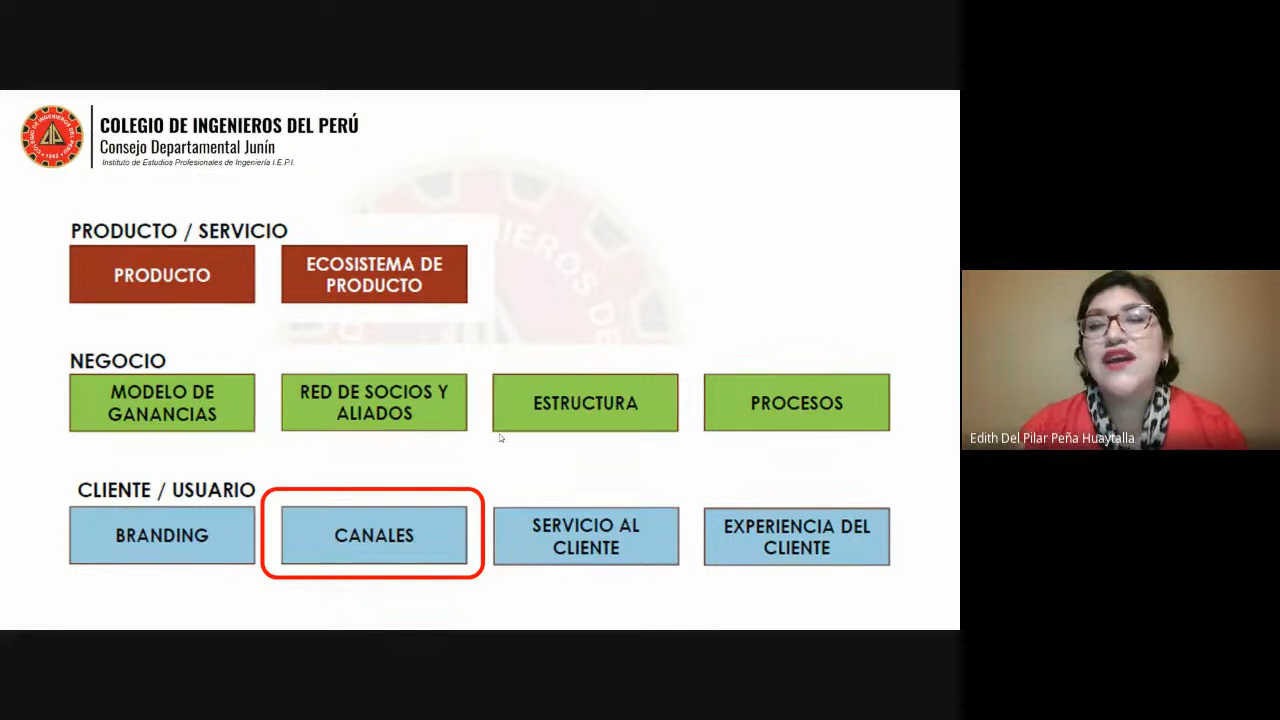 COLEGIO DE INGENIEROS DEL PERÚ
Consejo Departamental Junín
Instituto de Estudios Profesionales de Ingeniería I.E.P.I.
PRODUCTO / SERVICIO
PRODUCTO
ECOSISTEMA DE
PRODUCTO
NEGOCIO
MODELO DE
GANANCIAS
RED DE SOCIOS Y
ALIADOS
ESTRUCTURA
PROCESOS
CLIENTE / USUARIO
BRANDING
CANALES
SERVICIO AL
CLIENTE
EXPERIENCIA DEL
CLIENTE
Edith Del Pilar Peña Huaytalla